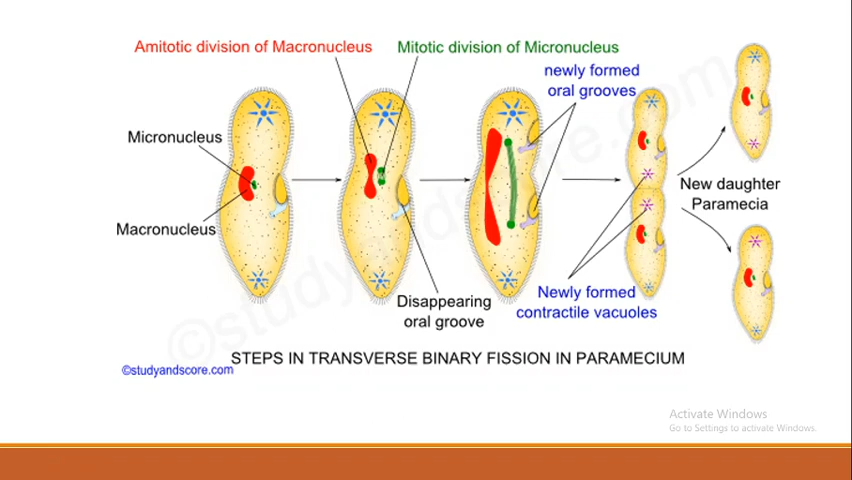 Amitotic division of Macronucleus
Mitotic division of Micronucleus
newly formed
oral grooves
Micronucleus
Macronucleus
New daughter
Paramecia
Disappearing
oral groove
Newly formed
contractile vacuoles
STEPS IN TRANSVERSE BINARY FISSION IN PARAMECIUM
©studyandscore.com
©studyandscore.com
Activate Windows
Go to Settings to activate Windows.